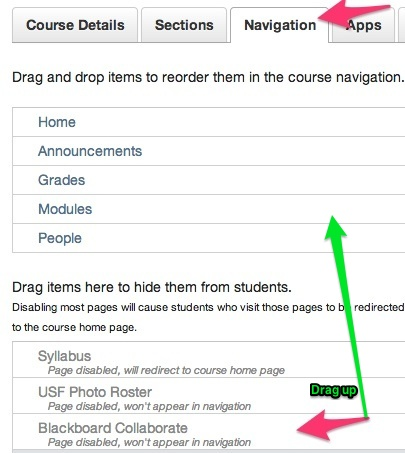 Course Details Sections Navigation Apps
Drag and drop items to reorder them in the course navigation.
Home
Announcements
Grades
Modules
People
Drag items here to hide them from students.
Disabling most pages will cause students who visit those pages to be redirected
to the course home page.
Syllabus
Page disabled, will redirect to course home page
USF Photo Roster
Page disabled, won't appear in navigation
Drag up
Blackboard Collaborate
Page disabled, won't appear in navigation